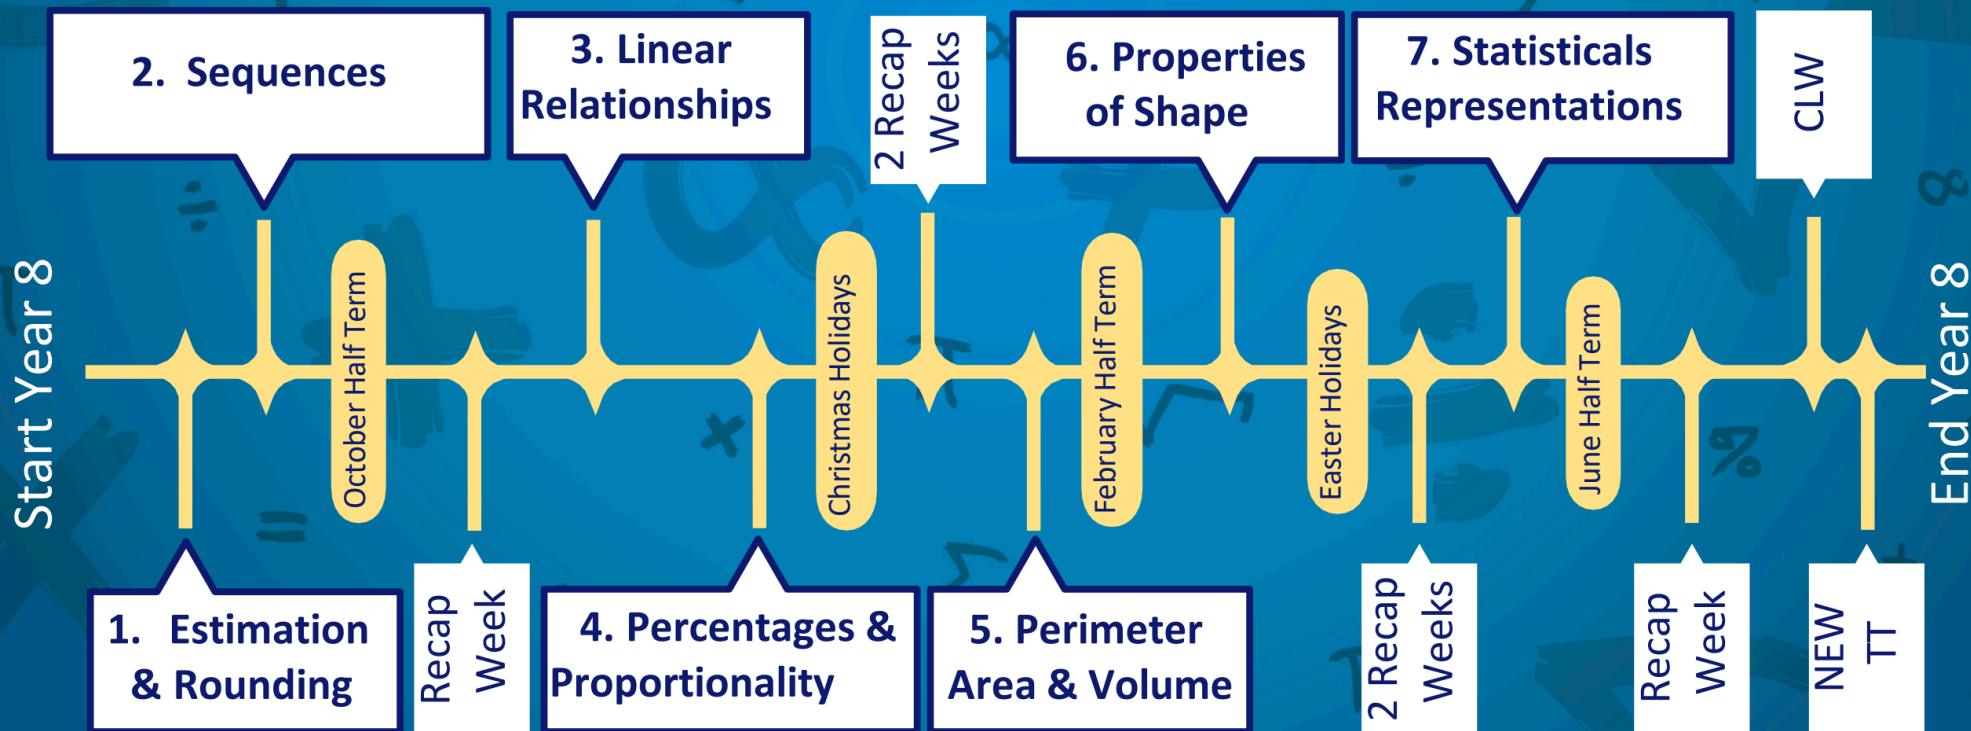 Start Year 8
1. Estimation
& Rounding
2. Sequences
October Half Term
Recap
Week
3. Linear
Relationships
4. Percentages &
Proportionality
Christmas Holidays
2 Recap
Weeks
5. Perimeter
Area & Volume
February Half Term
6. Properties
of Shape
Easter Holidays
2 Recap
Weeks
7. Statisticals
Representations
June Half Term
Recap
Week
CLW
NEW
TT
End Year 8